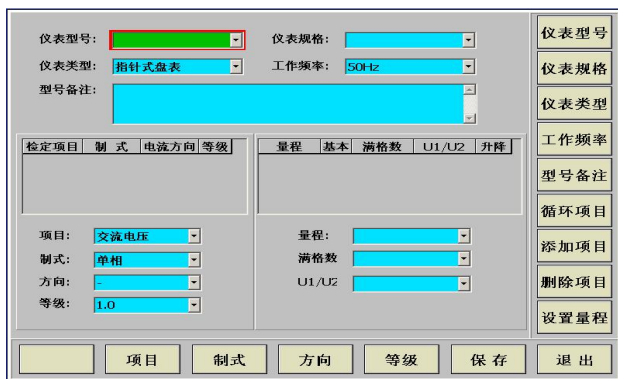 仪表型号: 仪表规格: 仪表型号
仪表类型: 指针式盘表 工作频率: 50Hz 仪表规格
型号备注: 仪表类型
检定项目 制 式 电流方向 等级 量程 基本 满格数 U1/U2 升降 工作频率
型号备注
循环项目
项目: 交流电压 量程: 添加项目
制式: 单相 满格数
方向: - U1/U2 删除项目
等级: 1.0 设置量程
项目 制式 方向 等级 保存 退出